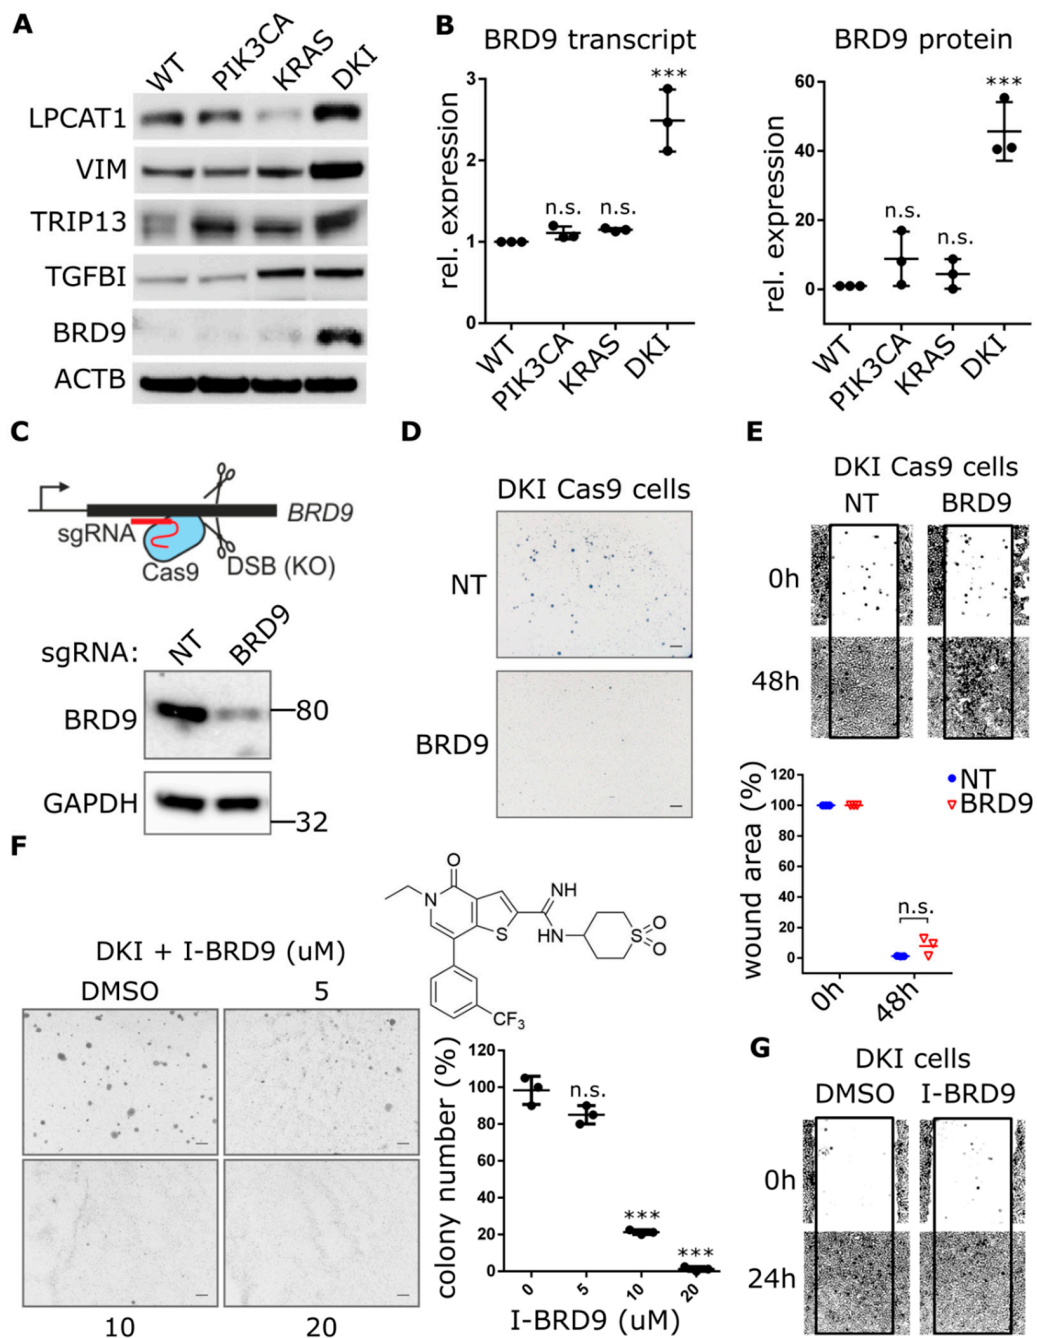 A
WT PIK3CA KRAS DKI
LPCAT1
VIM
TRIP13
TGFBI
BRD9
ACTB
B
BRD9 transcript
rel. expression
3
2
1
0
n.s. n.s. ***
WT PIK3CA KRAS DKI
BRD9 protein
rel. expression
60
40
20
0
n.s. n.s. ***
WT PIK3CA KRAS DKI
C
BRD9
sgRNA
Cas9
DSB (KO)
sgRNA: NT BRD9
BRD9
80
GAPDH
32
D
DKI Cas9 cells
NT
BRD9
E
DKI Cas9 cells
NT BRD9
0h
48h
wound area (%)
120
100
80
60
40
20
0
NT
BRD9
n.s.
0h 48h
F
DKI + I-BRD9 (uM)
DMSO 5
10 20
O
N
S
NH
HN
S
O
O
CF3
colony number (%)
120
100
80
60
40
20
0
n.s.
***
***
0 5 10 20
I-BRD9 (uM)
G
DKI cells
DMSO I-BRD9
0h
24h